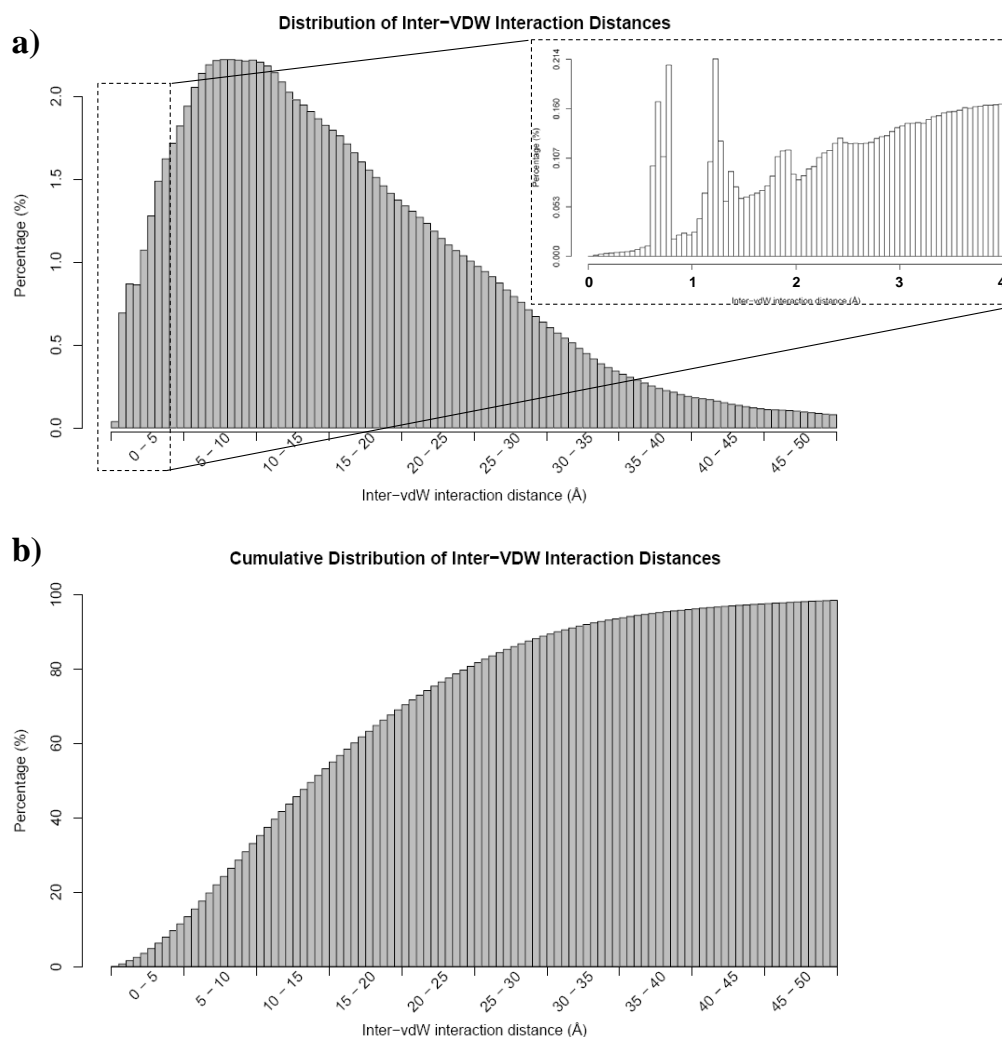 Distribution of Inter−VDW Interaction Distances
a)
Percentage (%)
0.0
0.5
1.0
1.5
2.0
0 − 5
5 − 10
10 − 15
15 − 20
20 − 25
25 − 30
30 − 35
35 − 40
40 − 45
45 − 50
Inter−vdW interaction distance (Å)
Percentage (%)
0.000
0.053
0.107
0.160
0.214
0
1
2
3
4
Inter−vdW interaction distance (Å)
b)
Cumulative Distribution of Inter−VDW Interaction Distances
Percentage (%)
0
20
40
60
80
100
0 − 5
5 − 10
10 − 15
15 − 20
20 − 25
25 − 30
30 − 35
35 − 40
40 − 45
45 − 50
Inter−vdW interaction distance (Å)